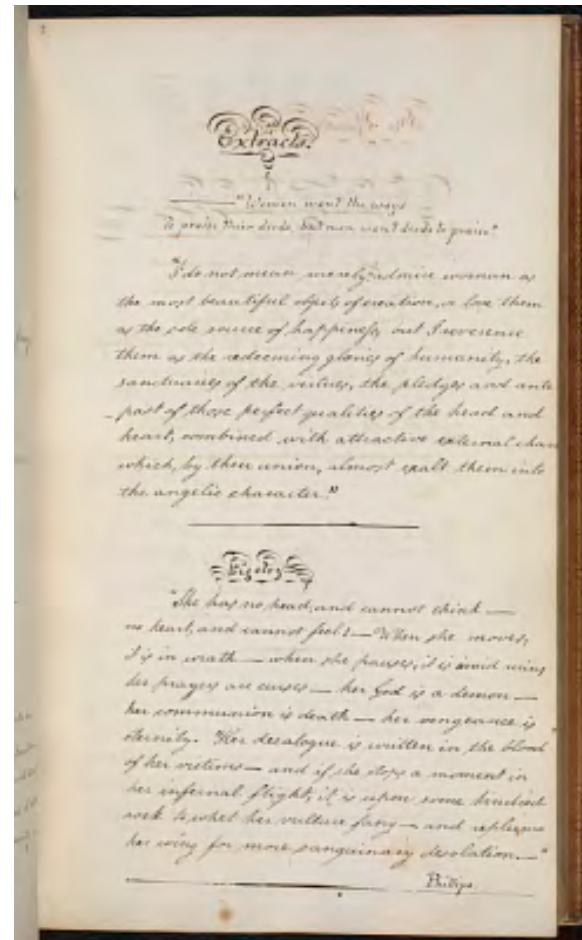 Extracts.
"Women want the ways
To praise their deeds, but men want deeds to praise"
"I do not mean merely admire woman as
the most beautiful object of creation, or love them
as the sole source of happiness, but I reverence
them as the redeeming glories of humanity, the
sanctuaries of the virtues, the pledges and ante
-past of those perfect qualities of the head and
heart, combined with attractive external char
which, by their union, almost exalt them into
the angelic character."
Bigotry
"She has no head, and cannot think —
no heart, and cannot feel! — When she moves,
it is in wrath — when she pauses, it is amid ruin;
her prayers are curses — her God is a demon —
her communion is death — her vengeance is
eternity. Her decalogue is written in the blood
of her victims — and if she stops a moment in
her infernal flight, it is upon some kindred
rock to whet her vulture fang — and replume
her wing for more sanguinary desolation. —"
Phillips